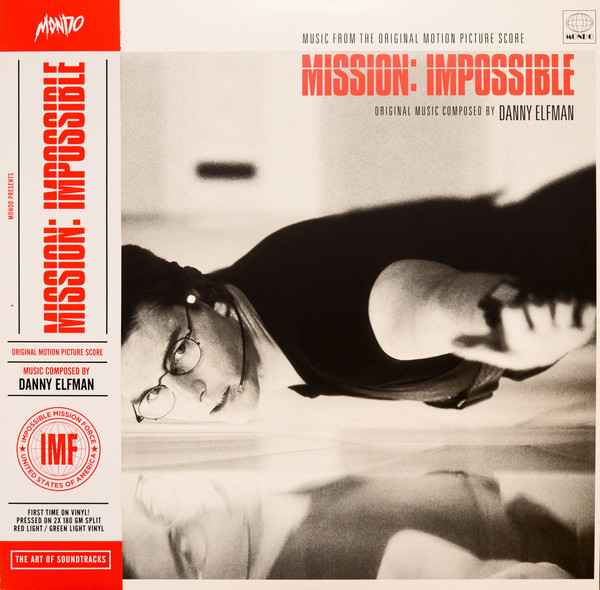 MONDO
MISSION: IMPOSSIBLE
MONDO PRESENTS
ORIGINAL MOTION PICTURE SCORE
MUSIC COMPOSED BY
DANNY ELFMAN
IMPOSSIBLE MISSION FORCE
IMF
UNITED STATES OF AMERICA
FIRST TIME ON VINYL!
PRESSED ON 2X 180 GM SPLIT
RED LIGHT / GREEN LIGHT VINYL
THE ART OF SOUNDTRACKS
MUSIC FROM THE ORIGINAL MOTION PICTURE SCORE
MISSION: IMPOSSIBLE
ORIGINAL MUSIC COMPOSED BY DANNY ELFMAN
MONDO